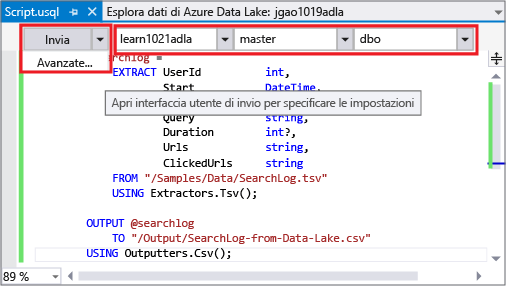 Script.usql
Esplora dati di Azure Data Lake: jgao1019adla
Invia
learn1021adla
master
dbo
Avanzate...
rchlog =
EXTRACT UserId int,
Start DateTime,
Apri interfaccia utente di invio per specificare le impostazioni
Query string,
Duration int?,
Urls string,
ClickedUrls string
FROM "/Samples/Data/SearchLog.tsv"
USING Extractors.Tsv();
OUTPUT @searchlog
TO "/Output/SearchLog-from-Data-Lake.csv"
USING Outputters.Csv();
89 %